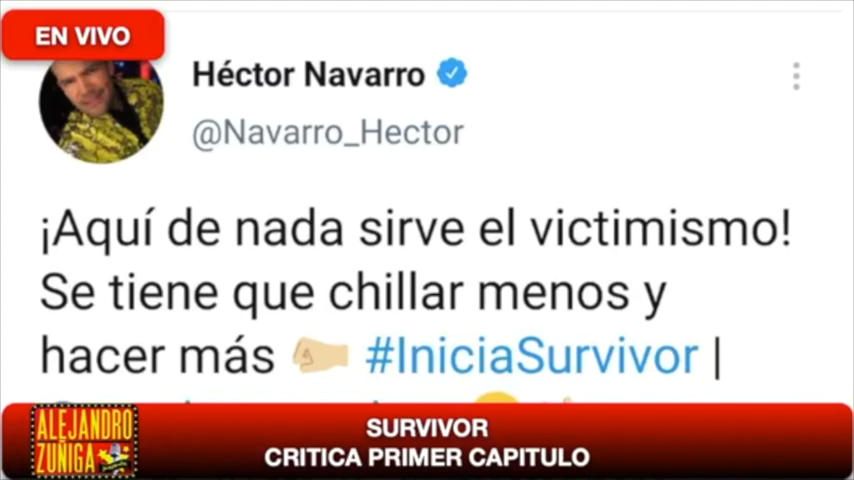 EN VIVO
Héctor Navarro
@Navarro_Hector
¡Aquí de nada sirve el victimismo!
Se tiene que chillar menos y
hacer más 🤛🏼 #IniciaSurvivor |
ALEJANDRO
ZUÑIGA
SURVIVOR
CRITICA PRIMER CAPITULO